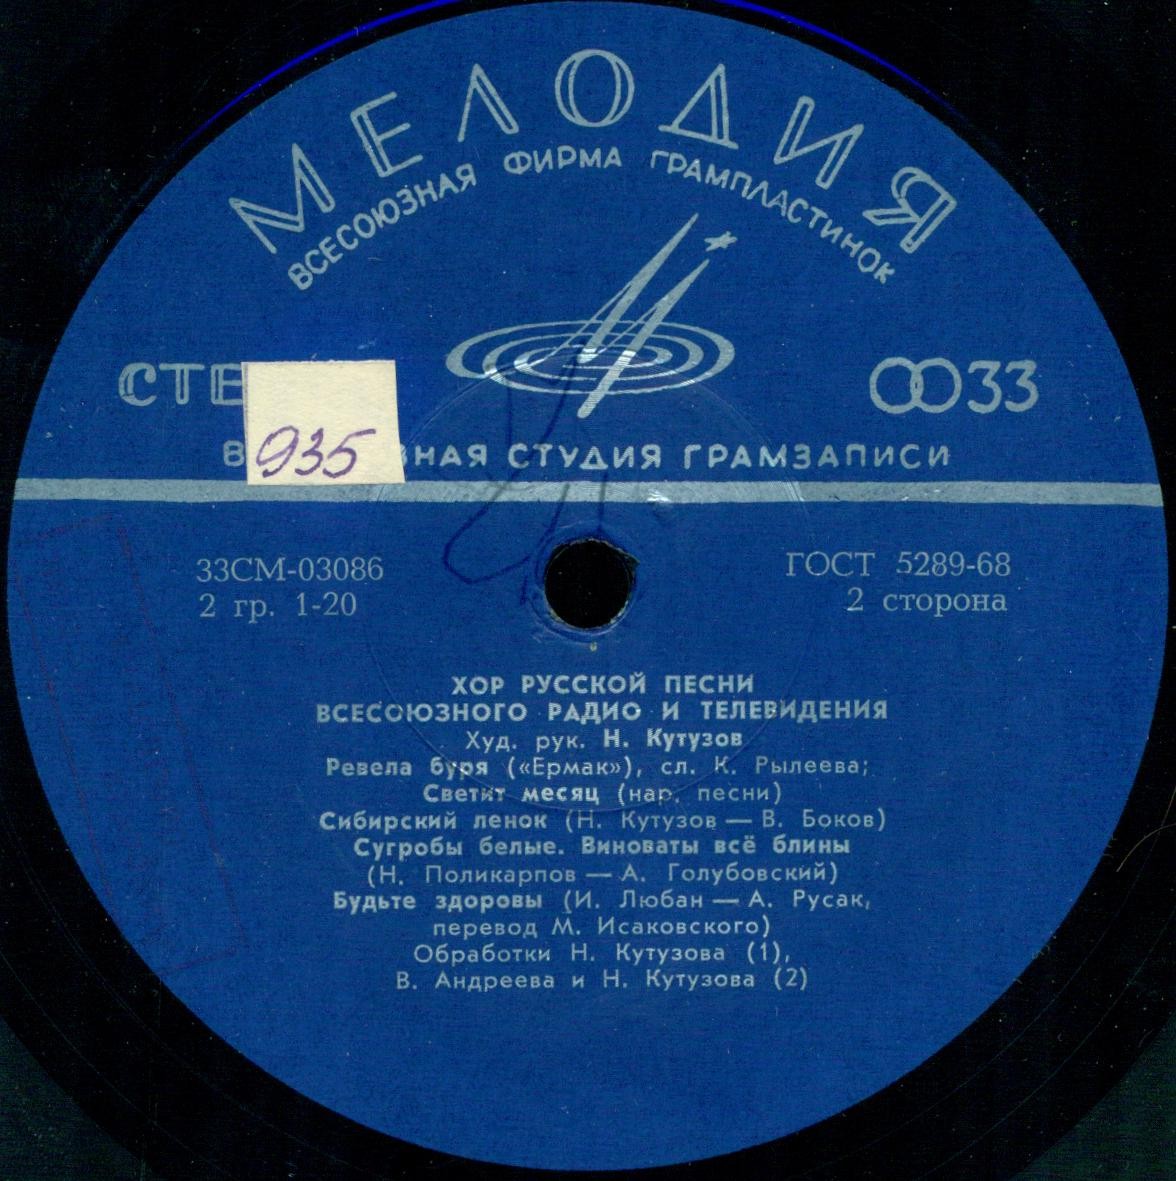 МЕЛОДИЯ
ВСЕСОЮЗНАЯ ФИРМА ГРАМПЛАСТИНОК
935
33
СТУДИЯ ГРАМЗАПИСИ
33СМ-03086
ГОСТ 5289-68
2 гр. 1-20
2 сторона
ХОР РУССКОЙ ПЕСНИ
ВСЕСОЮЗНОГО РАДИО И ТЕЛЕВИДЕНИЯ
Худ. рук. Н. Кутузов
Ревела буря («Ермак»), сл. К. Рылеева;
Светит месяц (нар. песни)
Сибирский ленок (Н. Кутузов — В. Боков)
Сугробы белые. Виноваты всё блины
(Н. Поликарпов — А. Голубовский)
Будьте здоровы (И. Любан — А. Русак,
перевод М. Исаковского)
Обработки Н. Кутузова (1),
В. Андреева и Н. Кутузова (2)